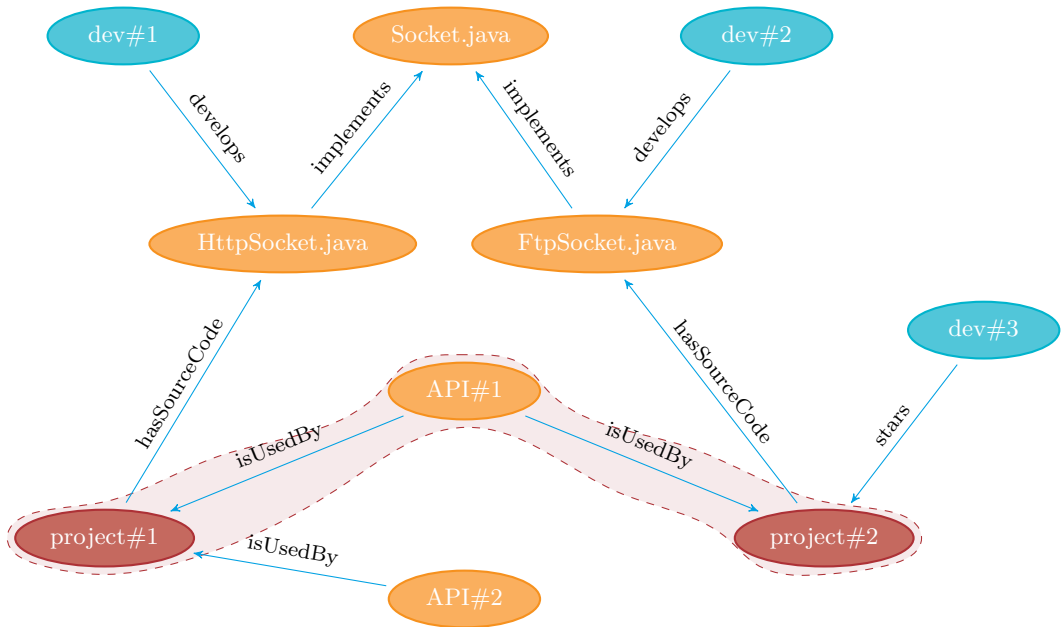 dev#1
Socket.java
dev#2
develops
implements
implements
develops
HttpSocket.java
FtpSocket.java
dev#3
hasSourceCode
hasSourceCode
API#1
stars
isUsedBy
isUsedBy
project#1
project#2
isUsedBy
API#2